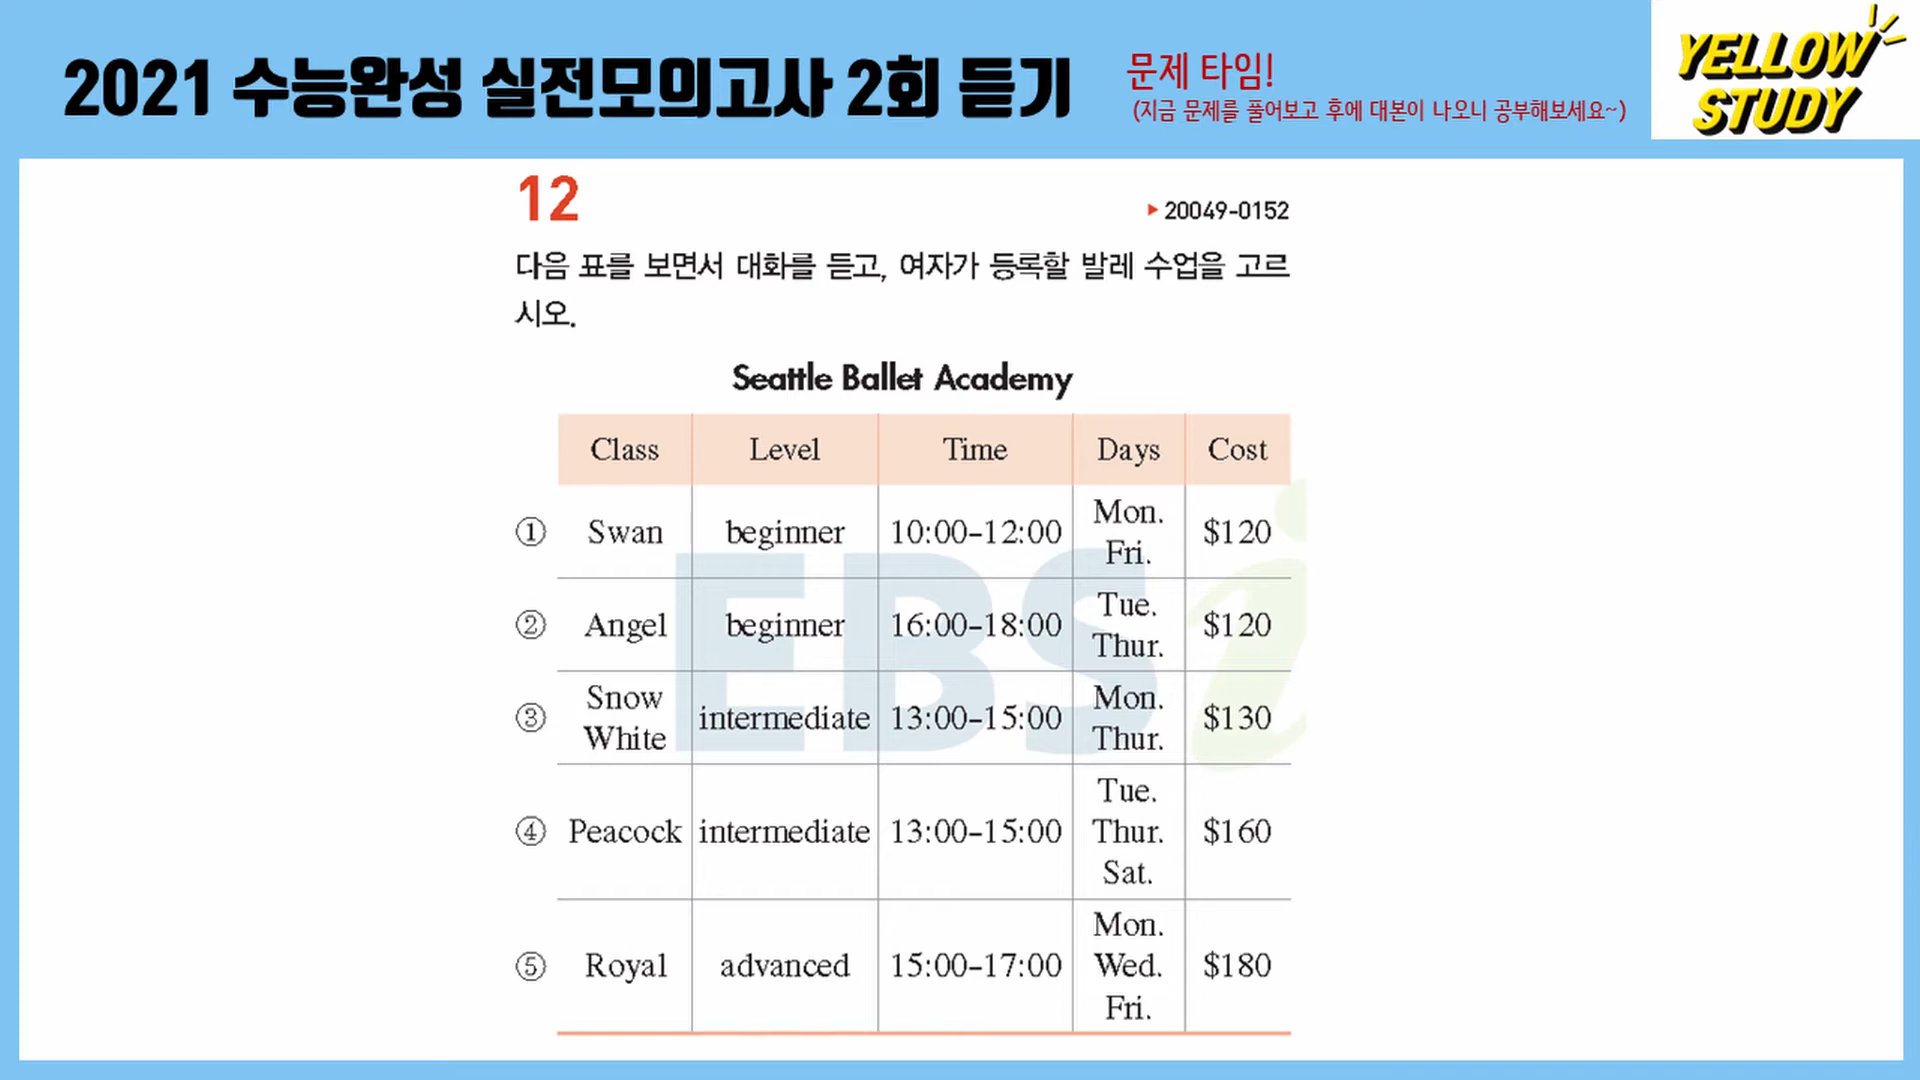 2021 수능완성 실전모의고사 2회 듣기
문제 타임!
(지금 문제를 풀어보고 후에 대본이 나오니 공부해보세요~)
YELLOW
STUDY
12
▶ 20049-0152
다음 표를 보면서 대화를 듣고, 여자가 등록할 발레 수업을 고르
시오.
Seattle Ballet Academy
Class Level Time Days Cost
① Swan beginner 10:00–12:00 Mon. Fri. $120
② Angel beginner 16:00–18:00 Tue. Thur. $120
③ Snow White intermediate 13:00–15:00 Mon. Thur. $130
④ Peacock intermediate 13:00–15:00 Tue. Thur. Sat. $160
⑤ Royal advanced 15:00–17:00 Mon. Wed. Fri. $180
EBSi